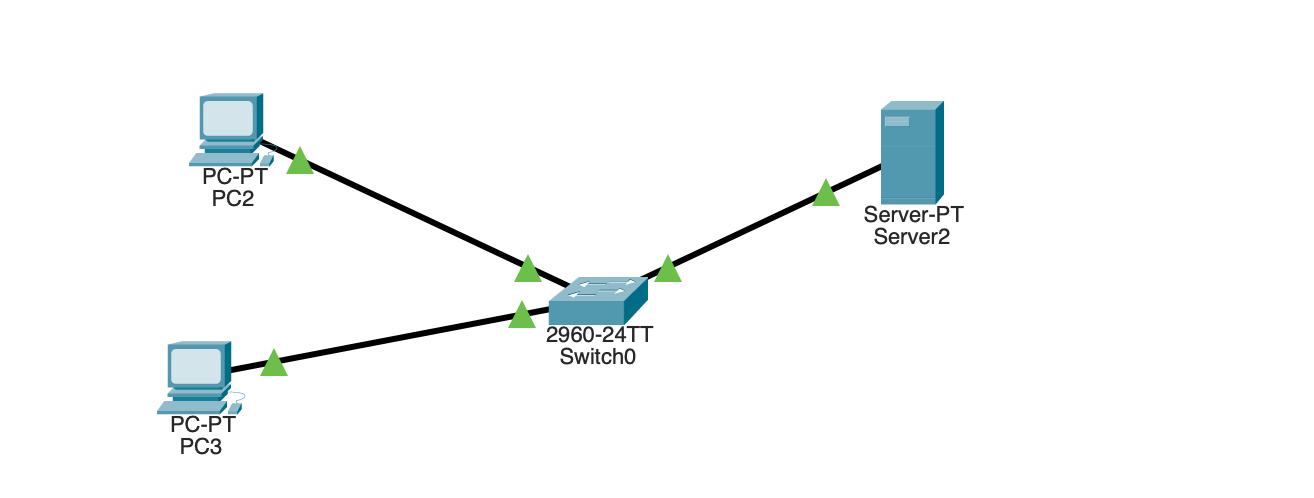 PC-PT
PC2
Server-PT
Server2
2960-24TT
Switch0
PC-PT
PC3